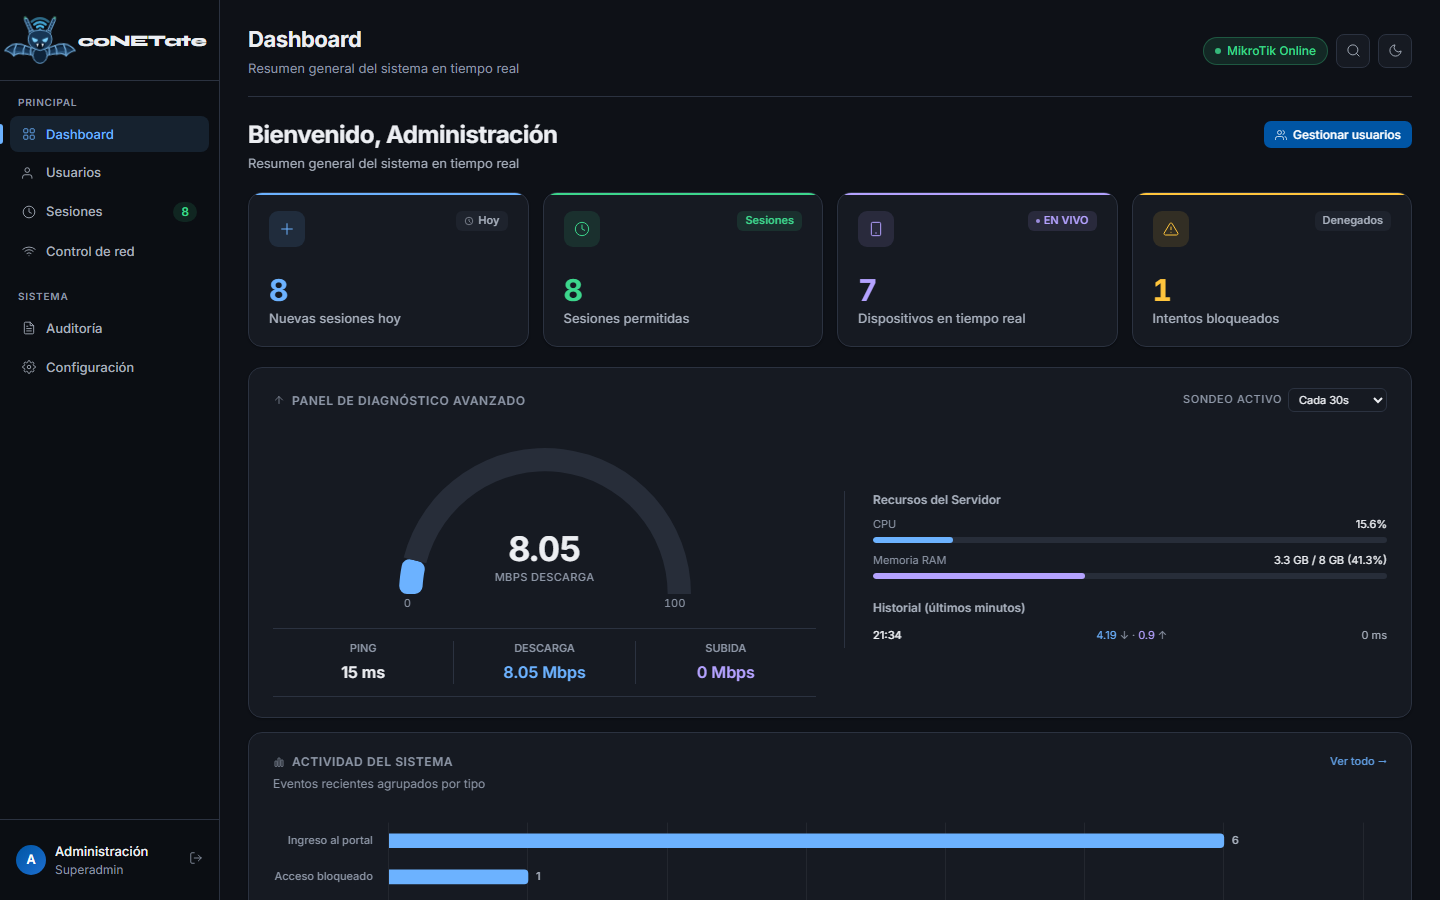 coNETate
PRINCIPAL
Dashboard
Usuarios
Sesiones 8
Control de red
SISTEMA
Auditoría
Configuración
A
Administración
Superadmin
Dashboard
Resumen general del sistema en tiempo real
MikroTik Online
Bienvenido, Administración
Resumen general del sistema en tiempo real
Gestionar usuarios
Hoy
8
Nuevas sesiones hoy
Sesiones
8
Sesiones permitidas
• EN VIVO
7
Dispositivos en tiempo real
Denegados
1
Intentos bloqueados
↑ PANEL DE DIAGNÓSTICO AVANZADO
SONDEO ACTIVO Cada 30s
8.05
MBPS DESCARGA
0 100
PING DESCARGA SUBIDA
15 ms 8.05 Mbps 0 Mbps
Recursos del Servidor
CPU 15.6%
Memoria RAM 3.3 GB / 8 GB (41.3%)
Historial (últimos minutos)
21:34 4.19 ↓ · 0.9 ↑ 0 ms
ACTIVIDAD DEL SISTEMA
Ver todo →
Eventos recientes agrupados por tipo
Ingreso al portal 6
Acceso bloqueado 1